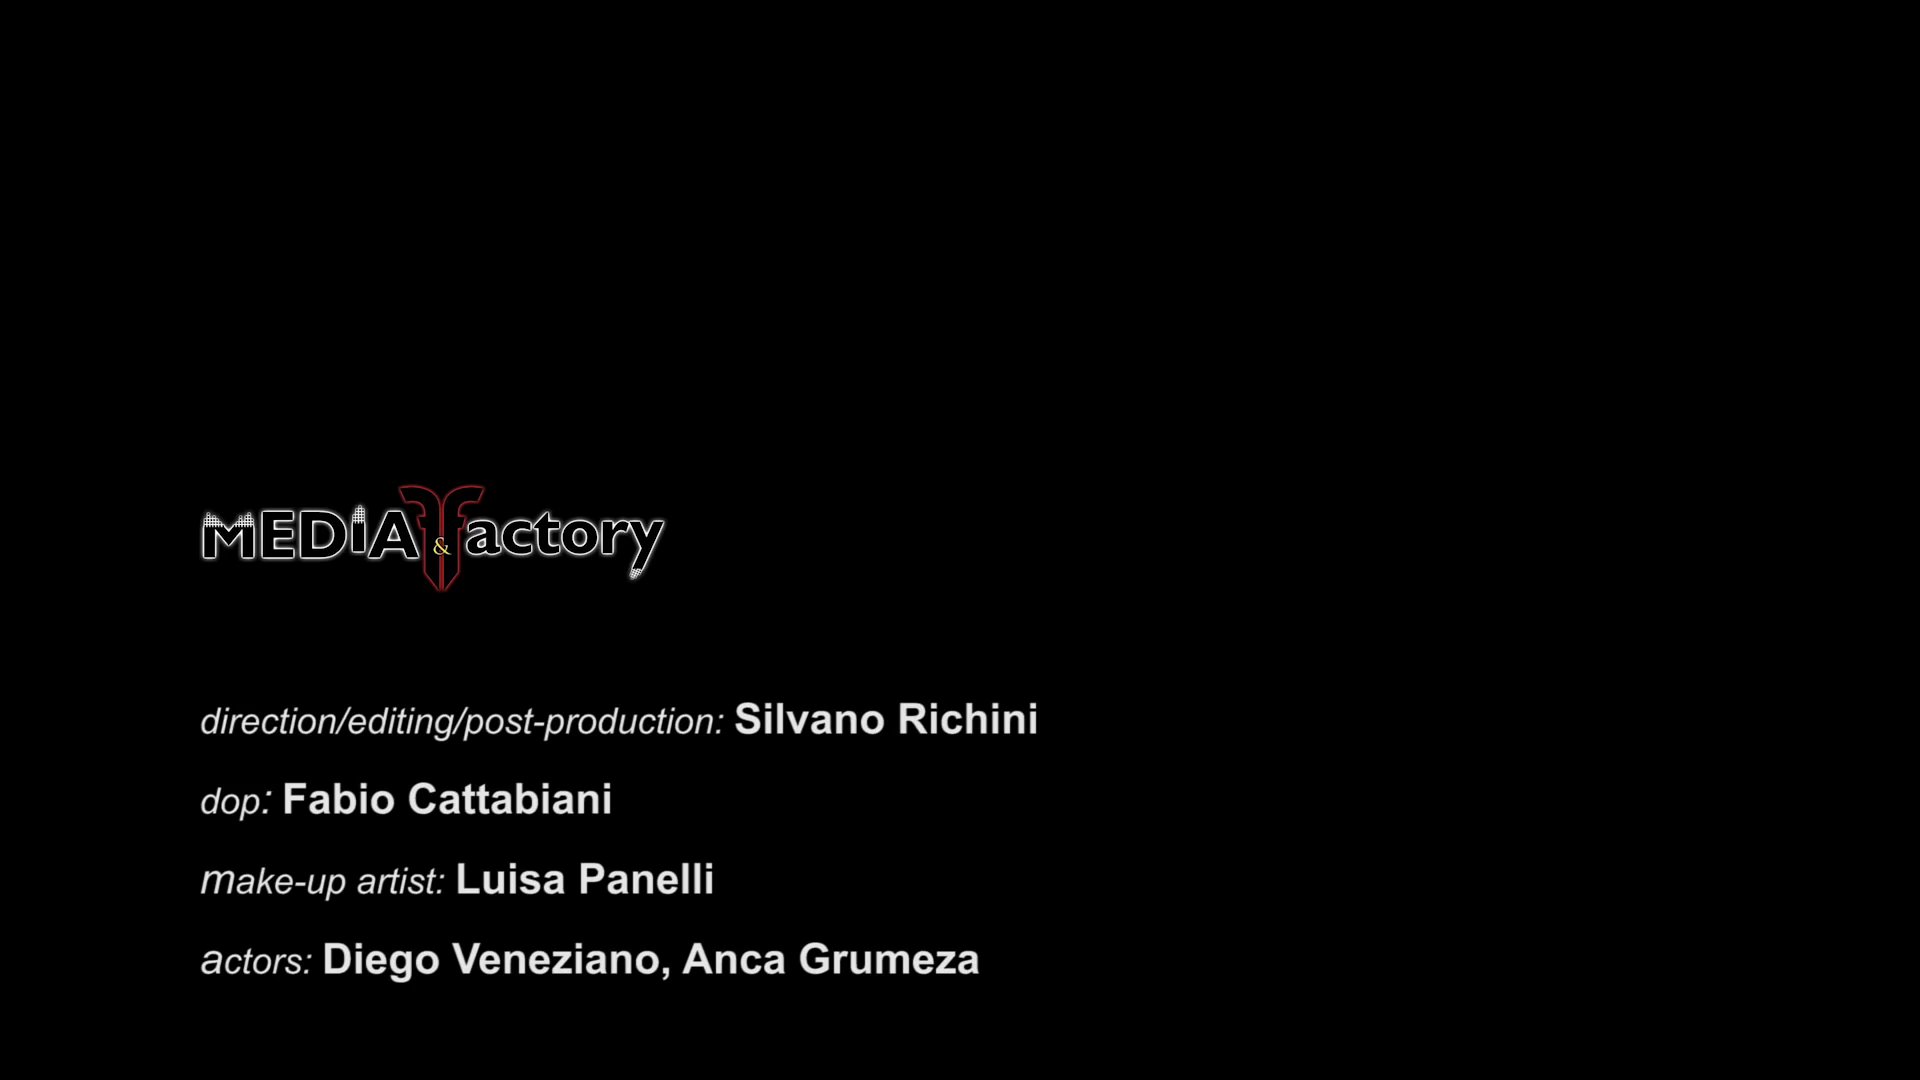 MEDiA f&factory
direction/editing/post-production: Silvano Richini
dop: Fabio Cattabiani
make-up artist: Luisa Panelli
actors: Diego Veneziano, Anca Grumeza